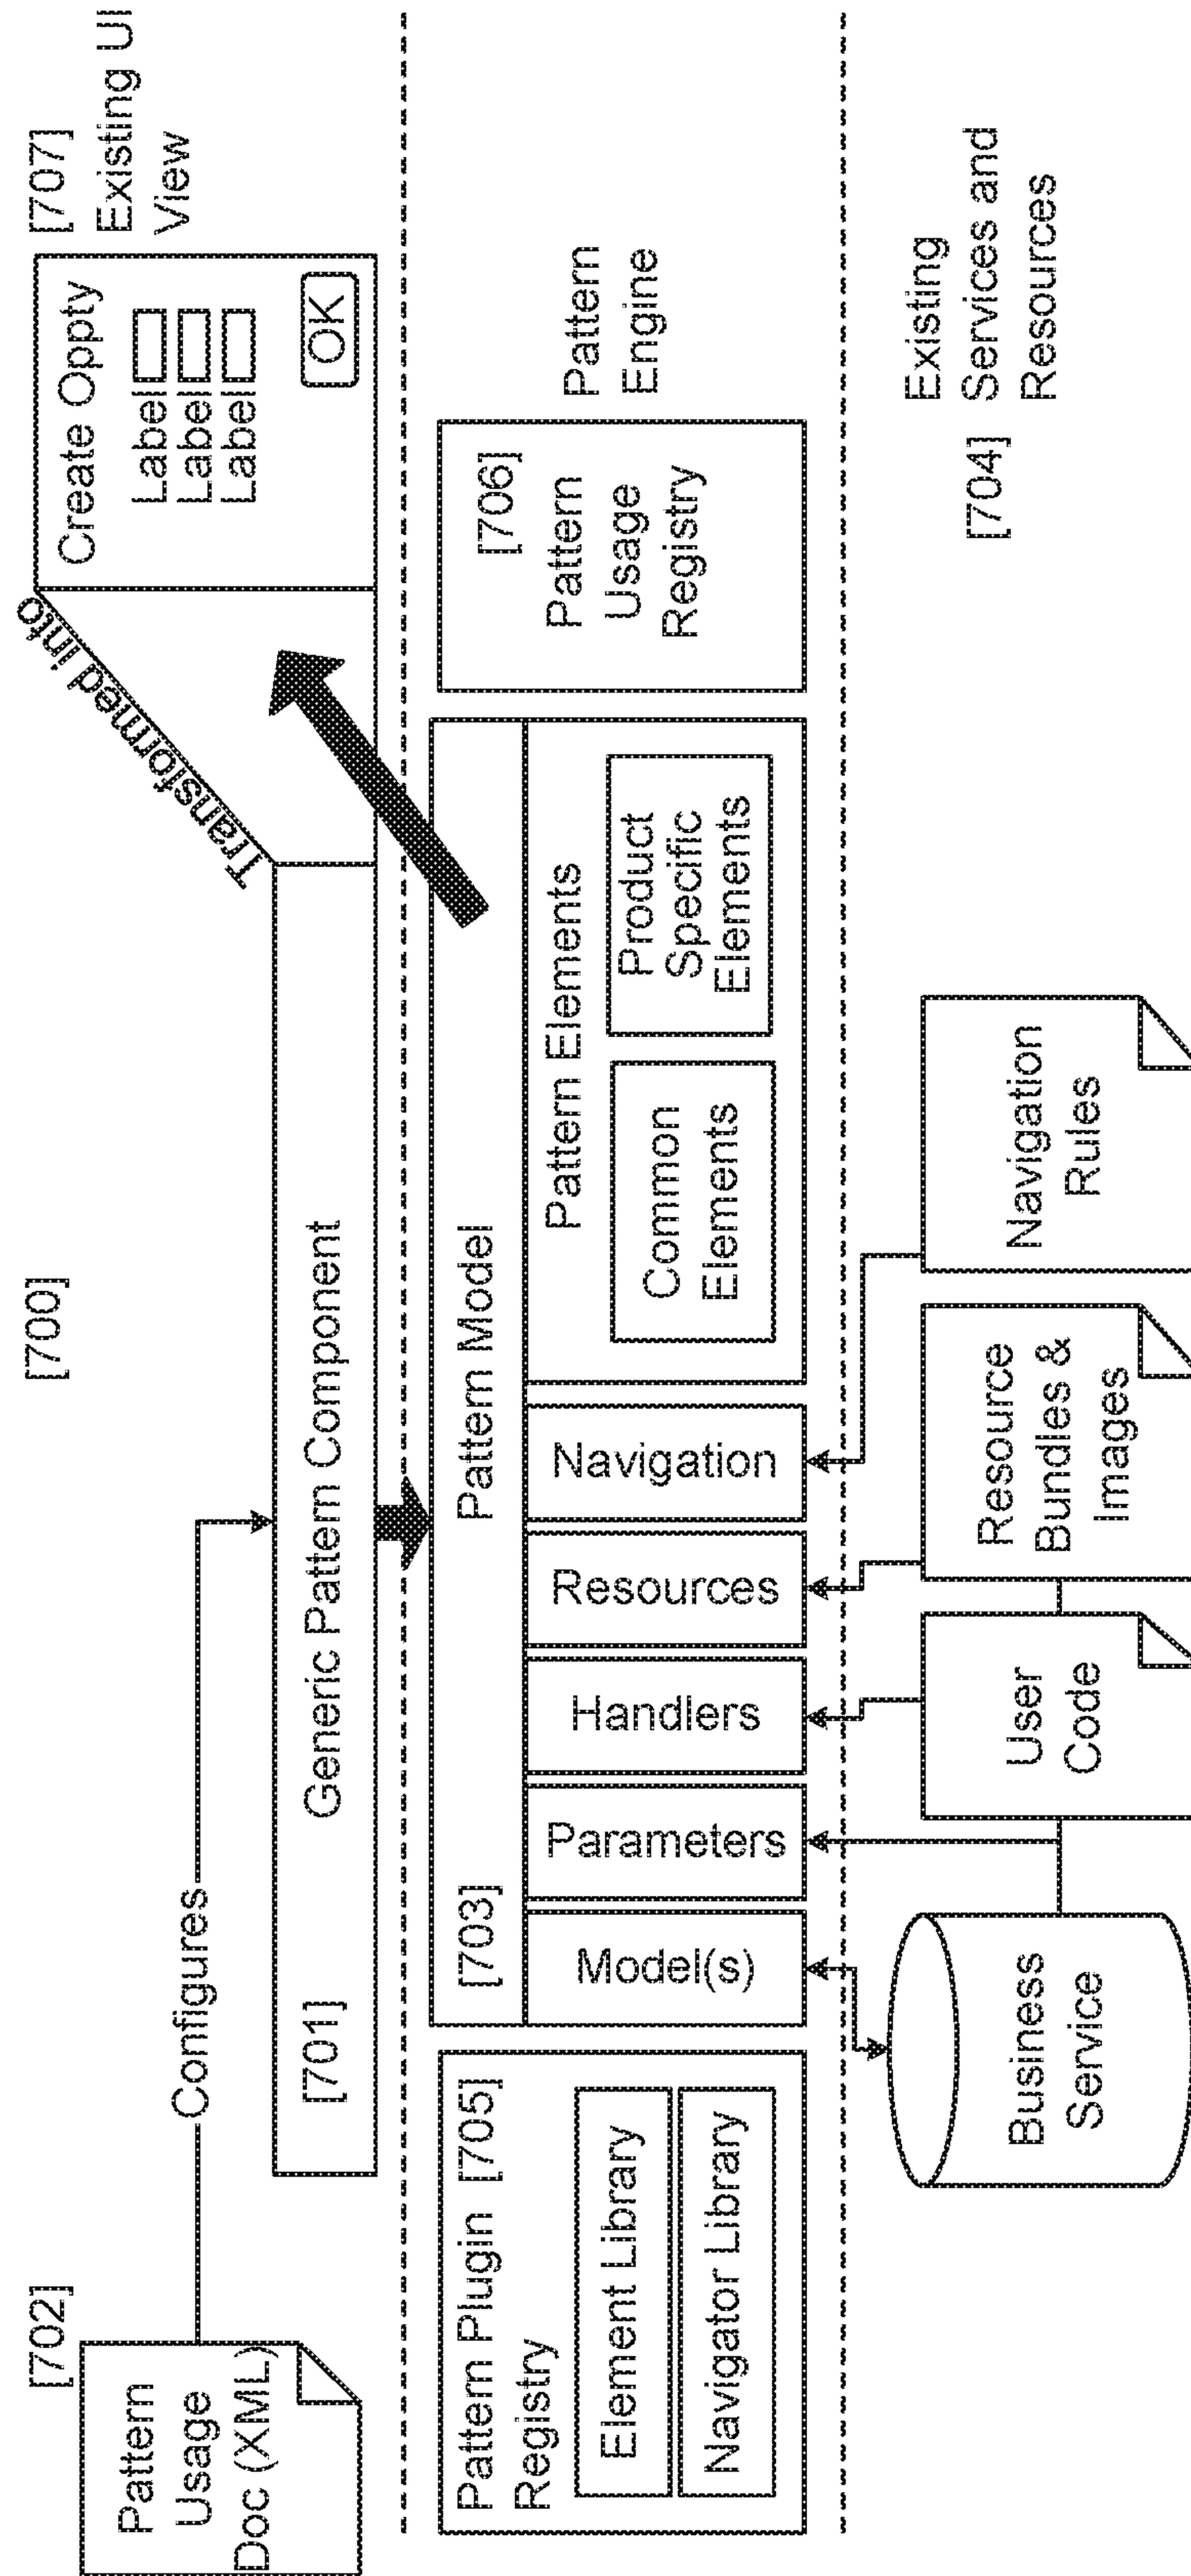 [700]
[702]
Pattern
Usage
Doc (XML)
Configures
[701]
Generic Pattern Component
Transformed into
Create Oppty
Label
Label
Label
OK
[707]
Existing UI
View
Pattern Plugin [705]
Registry
Element Library
Navigator Library
[703]
Pattern Model
Model(s)
Parameters
Handlers
Resources
Navigation
Pattern Elements
Common
Elements
Product
Specific
Elements
[706]
Pattern
Usage
Registry
Pattern
Engine
Business
Service
User
Code
Resource
Bundles &
Images
Navigation
Rules
Existing
[704] Services and
Resources